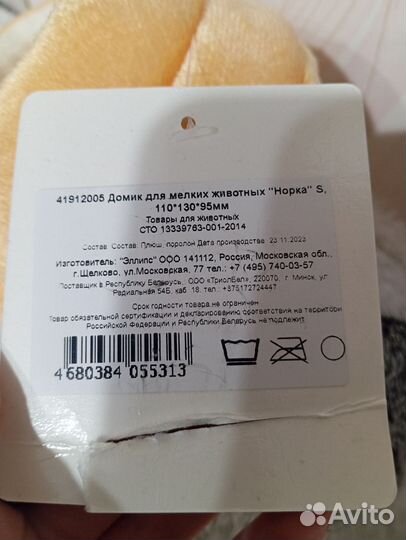 41912005 Домик для мелких животных "Норка" S,
110*130*95мм
Товары для животных
СТО 13339763-001-2014
Состав: Состав: Плюш, поролон Дата производства: 23.11.2023
Изготовитель: "Эллипс" ООО 141112, Россия, Московская обл.,
г.Щелково, ул.Московская, 77 тел.: +7 (495) 740-03-57
Поставщик в Республику Беларусь: ООО «ТриолБел», 220070, г. Минск, ул.
Радиальная 54Б, каб. 18. тел. +375172724447
Срок годности товара не ограничен
Товар обязательной сертификации и декларированию соответствия на территории
Российской Федерации и Республики Беларусь не подлежит
4 680384 055313
Avito